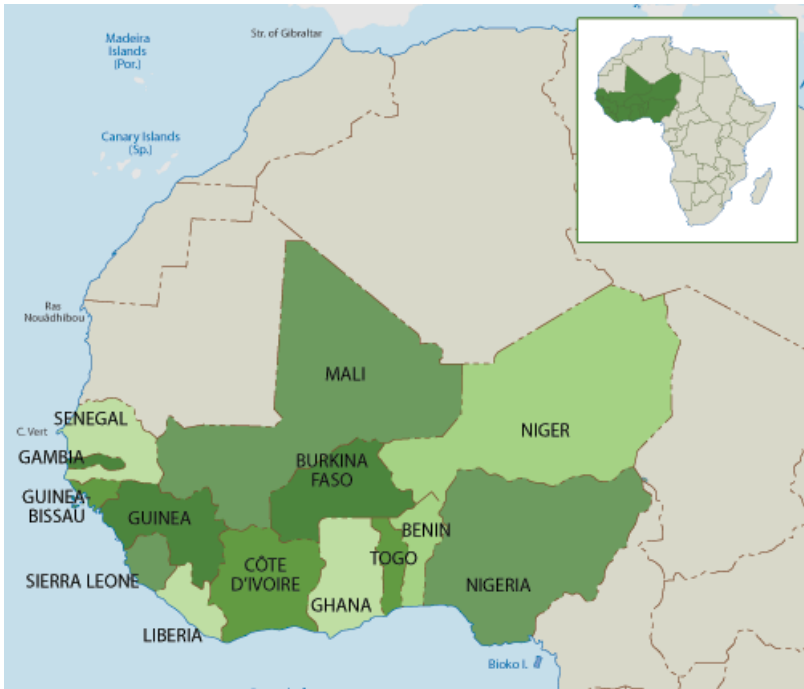 Madeira
Islands
(Por.)
Str. of Gibraltar
Canary Islands
(Sp.)
Ras
Nouâdhibou
MALI
SENEGAL
C. Vert
NIGER
GAMBIA
BURKINA
FASO
GUINEA-
BISSAU
GUINEA
BENIN
TOGO
CÔTE
D'IVOIRE
SIERRA LEONE
NIGERIA
GHANA
LIBERIA
Bioko I.